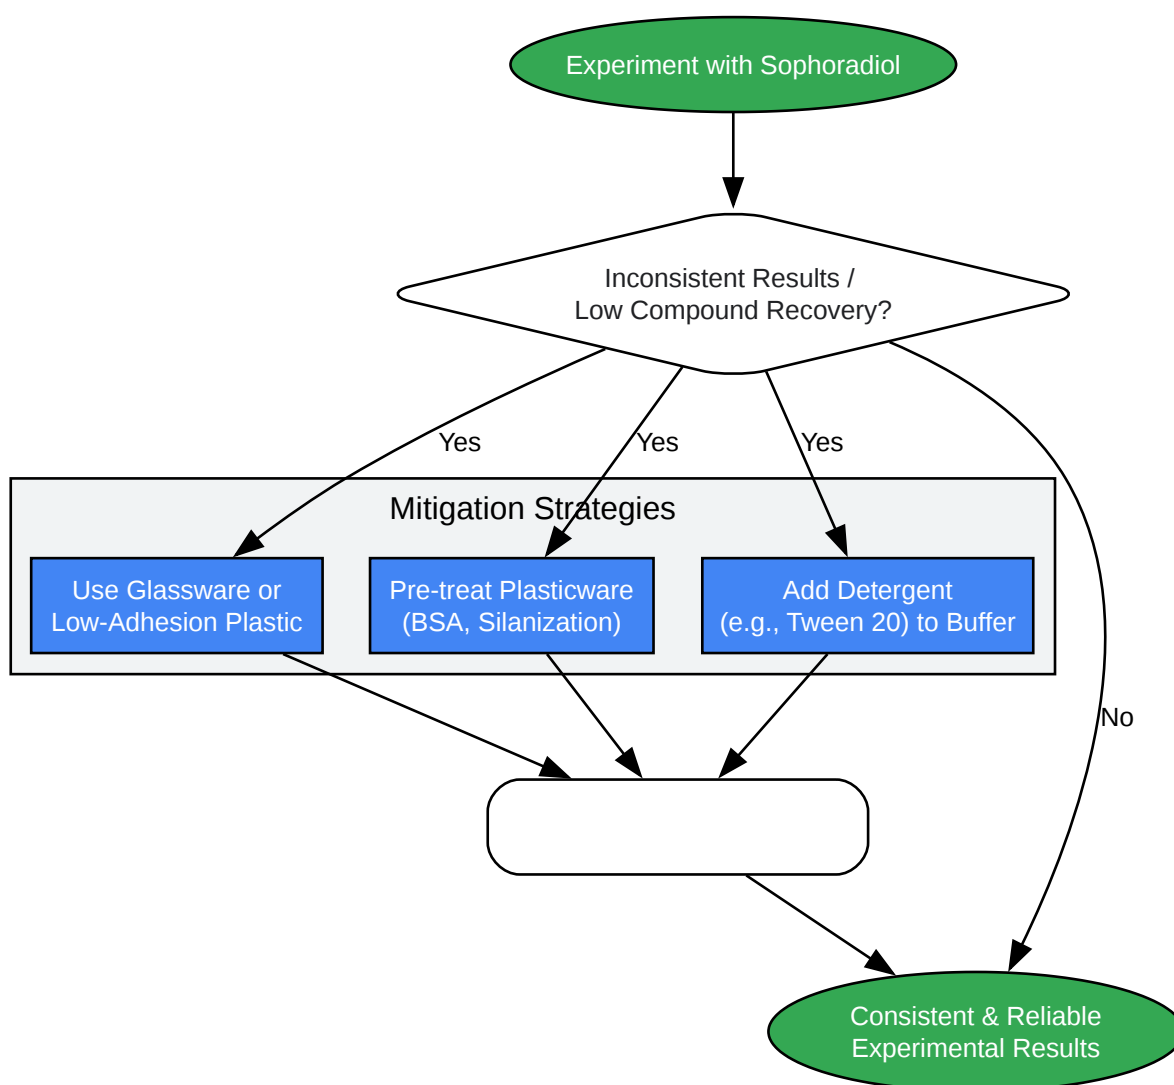 Experiment with Sophoradiol
Inconsistent Results /
Low Compound Recovery?
Yes
Yes
Yes
Mitigation Strategies
Use Glassware or
Low-Adhesion Plastic
Pre-treat Plasticware
(BSA, Silanization)
Add Detergent
(e.g., Tween 20) to Buffer
No
Consistent & Reliable
Experimental Results